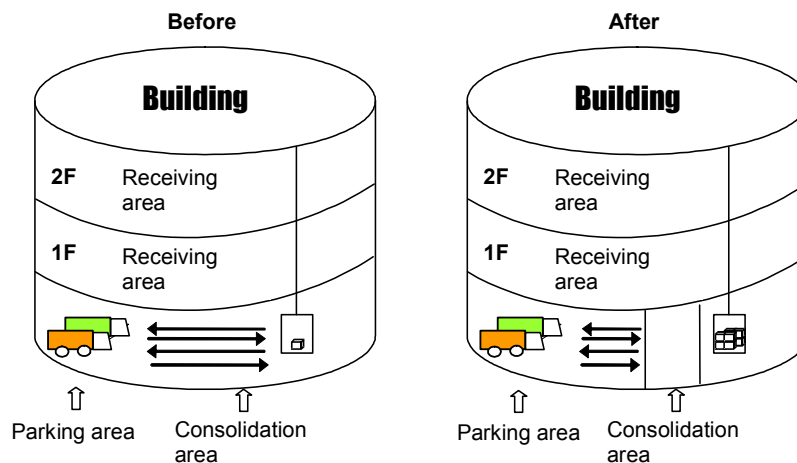 Before
Building
2F Receiving
area
1F Receiving
area
Parking area
Consolidation
area
After
Building
2F Receiving
area
1F Receiving
area
Parking area
Consolidation
area